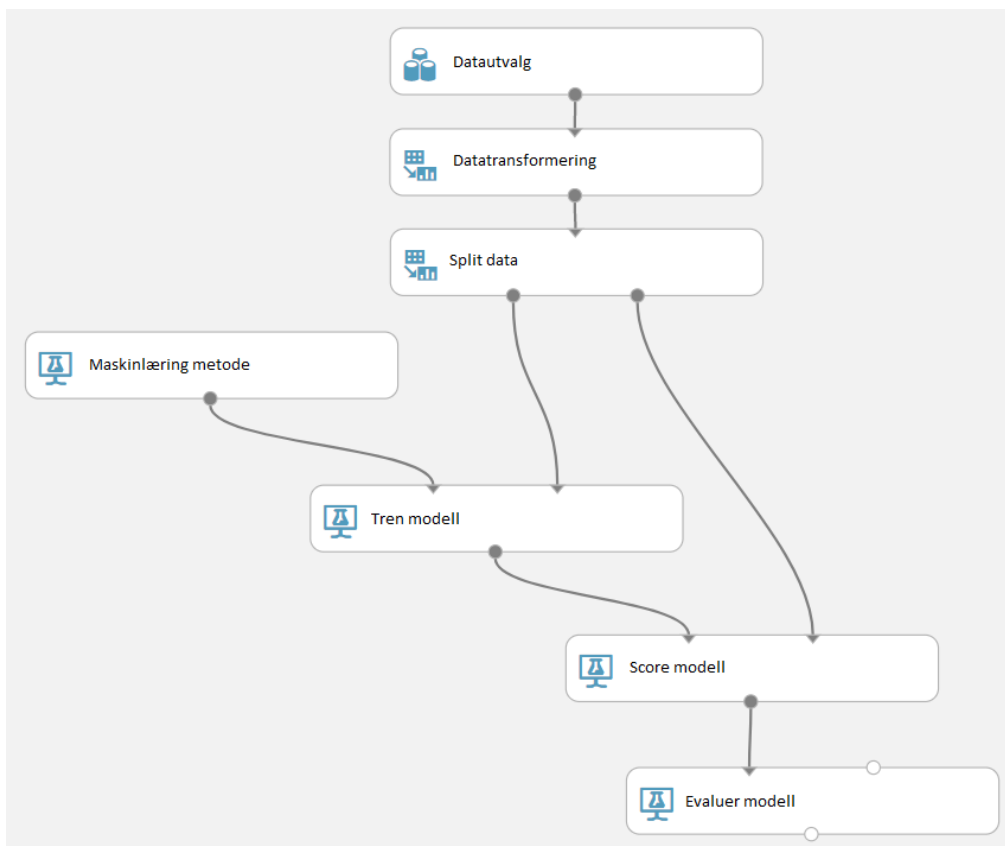 Datautvalg
Datatransformering
Split data
Maskinlæring metode
Tren modell
Score modell
Evaluer modell